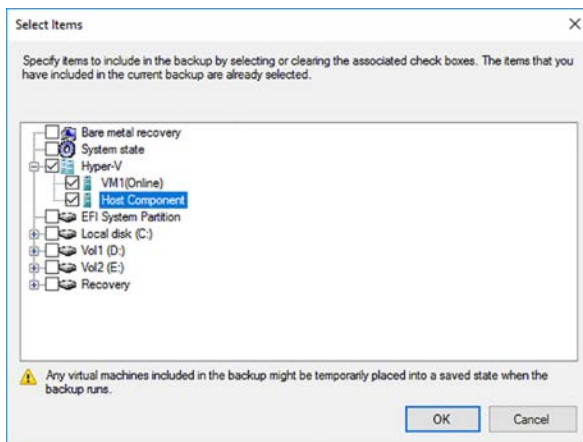 Select Items
Specify items to include in the backup by selecting or clearing the associated check boxes. The items that you
have included in the current backup are already selected.
Bare metal recovery
System state
Hyper-V
VM1(Online)
Host Component
EFI System Partition
Local disk (C:)
Vol1 (D:)
Vol2 (E:)
Recovery
Any virtual machines included in the backup might be temporarily placed into a saved state when the
backup runs.
OK Cancel